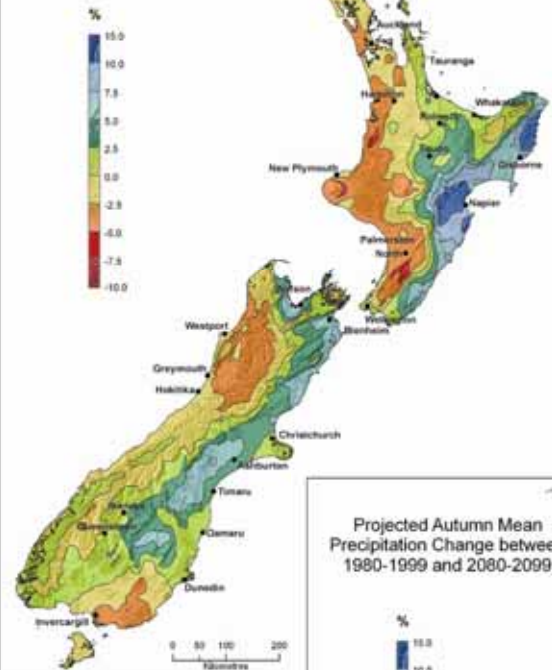 %
15.0
10.0
7.5
5.0
2.5
0.0
-2.5
-5.0
-7.5
-10.0
Auckland
Tauranga
Hamilton
Whakatane
Taupo
New Plymouth
Gisborne
Napier
Palmerston
North
Nelson
Wellington
Blenheim
Westport
Greymouth
Hokitika
Christchurch
Ashburton
Timaru
Queenstown
Oamaru
Dunedin
Invercargill
0 50 100 200
Kilometres
Projected Autumn Mean
Precipitation Change betwee
1980-1999 and 2080-2099
%
15.0
10.0